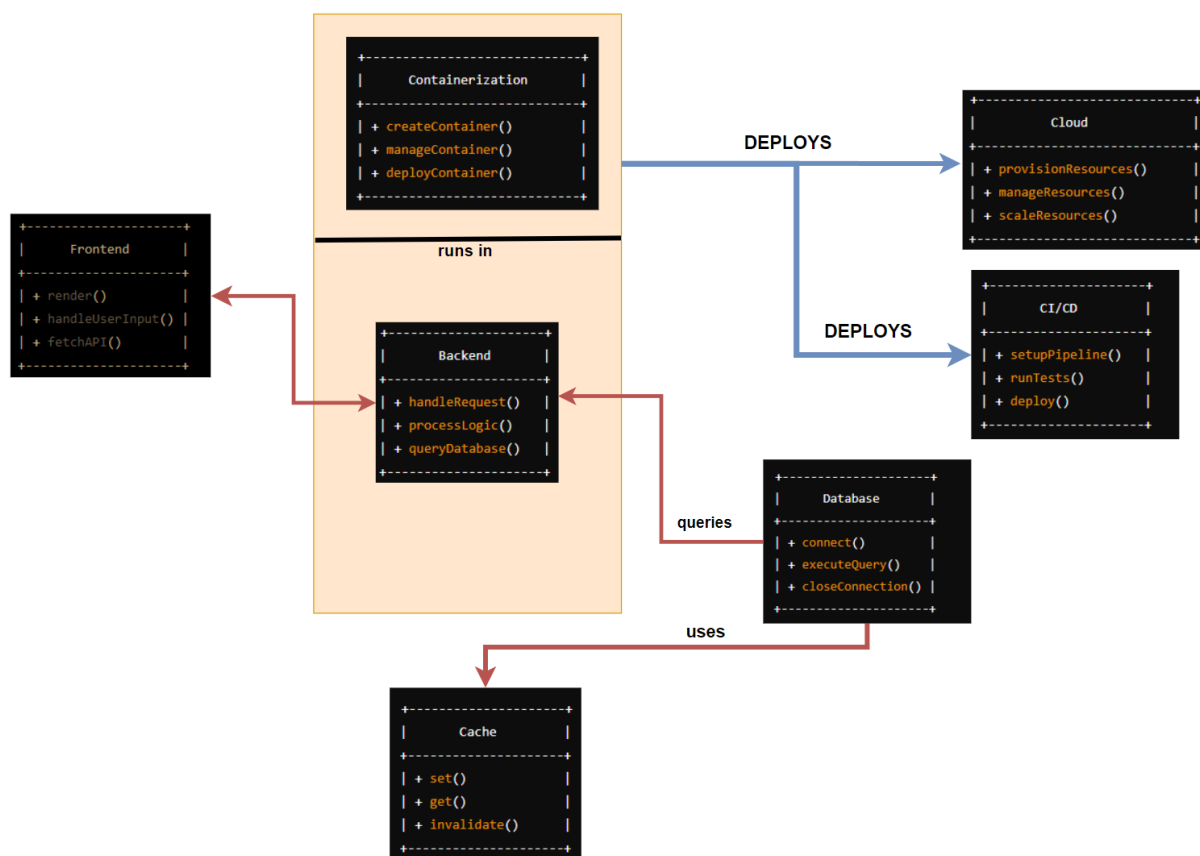 +-----------------------------+
| Containerization |
+-----------------------------+
| + createContainer() |
| + manageContainer() |
| + deployContainer() |
+-----------------------------+
runs in
DEPLOYS
+-----------------------------+
| Cloud |
+-----------------------------+
| + provisionResources() |
| + manageResources() |
| + scaleResources() |
+-----------------------------+
+---------------------+
| Frontend |
+---------------------+
| + render() |
| + handleUserInput() |
| + fetchAPI() |
+---------------------+
DEPLOYS
+---------------------+
| CI/CD |
+---------------------+
| + setupPipeline() |
| + runTests() |
| + deploy() |
+---------------------+
+---------------------+
| Backend |
+---------------------+
| + handleRequest() |
| + processLogic() |
| + queryDatabase() |
+---------------------+
queries
+--------------------+
| Database |
+--------------------+
| + connect() |
| + executeQuery() |
| + closeConnection() |
+--------------------+
uses
+---------------------+
| Cache |
+---------------------+
| + set() |
| + get() |
| + invalidate() |
+---------------------+